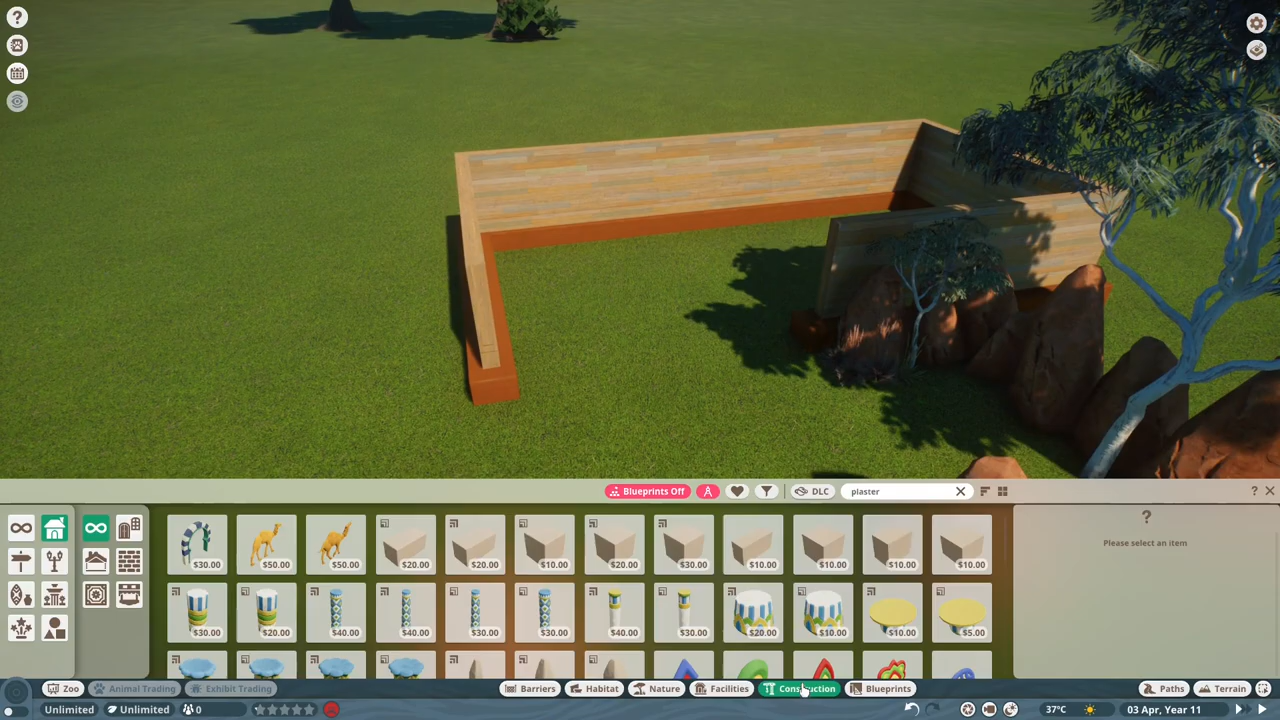 ?
Blueprints Off
DLC
plaster
?
$30.00 $50.00 $50.00 $20.00 $20.00 $10.00 $20.00 $30.00 $10.00 $10.00 $10.00 $10.00
?
Please select an item
$30.00 $20.00 $40.00 $40.00 $30.00 $30.00 $40.00 $30.00 $20.00 $10.00 $10.00 $5.00
Zoo Animal Trading Exhibit Trading Barriers Habitat Nature Facilities Construction Blueprints Paths Terrain
Unlimited Unlimited 0 37°C 03 Apr, Year 11